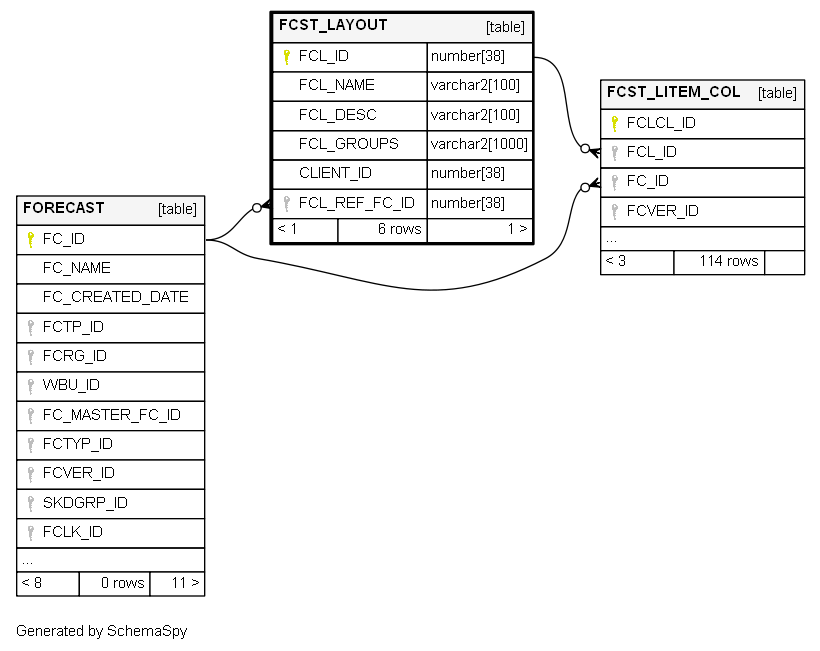 FCST_LAYOUT [table]
FCL_ID number[38]
FCL_NAME varchar2[100]
FCL_DESC varchar2[100]
FCL_GROUPS varchar2[1000]
CLIENT_ID number[38]
FCL_REF_FC_ID number[38]
< 1 6 rows 1 >
FCST_LITEM_COL [table]
FCLCL_ID
FCL_ID
FC_ID
FCVER_ID
...
< 3 114 rows
FORECAST [table]
FC_ID
FC_NAME
FC_CREATED_DATE
FCTP_ID
FCRG_ID
WBU_ID
FC_MASTER_FC_ID
FCTYP_ID
FCVER_ID
SKDGRP_ID
FCLK_ID
...
< 8 0 rows 11 >
Generated by SchemaSpy